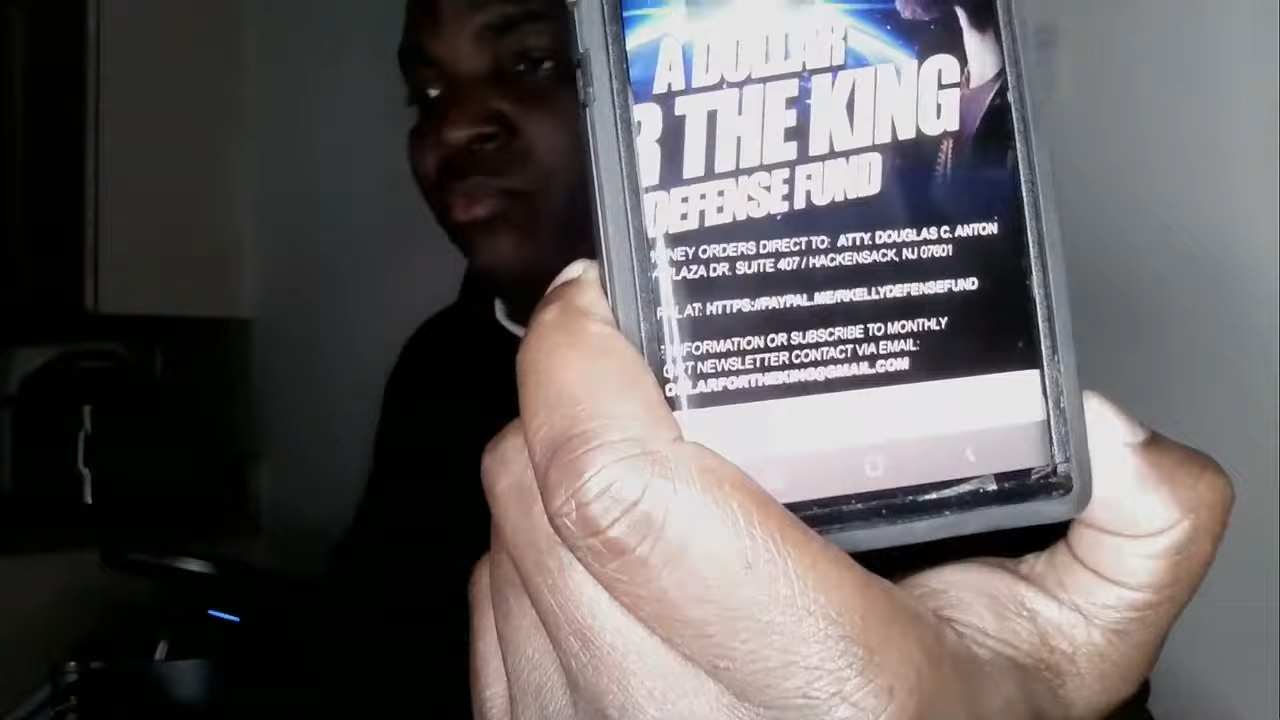 A DOLLAR
R THE KING
DEFENSE FUND
NEY ORDERS DIRECT TO: ATTY. DOUGLAS C. ANTON
PLAZA DR. SUITE 407 / HACKENSACK, NJ 07601
PAL AT: HTTPS://PAYPAL.ME/RKELLYDEFENSEFUND
INFORMATION OR SUBSCRIBE TO MONTHLY
NEWSLETTER CONTACT VIA EMAIL:
LARFORTHEKING@GMAIL.COM